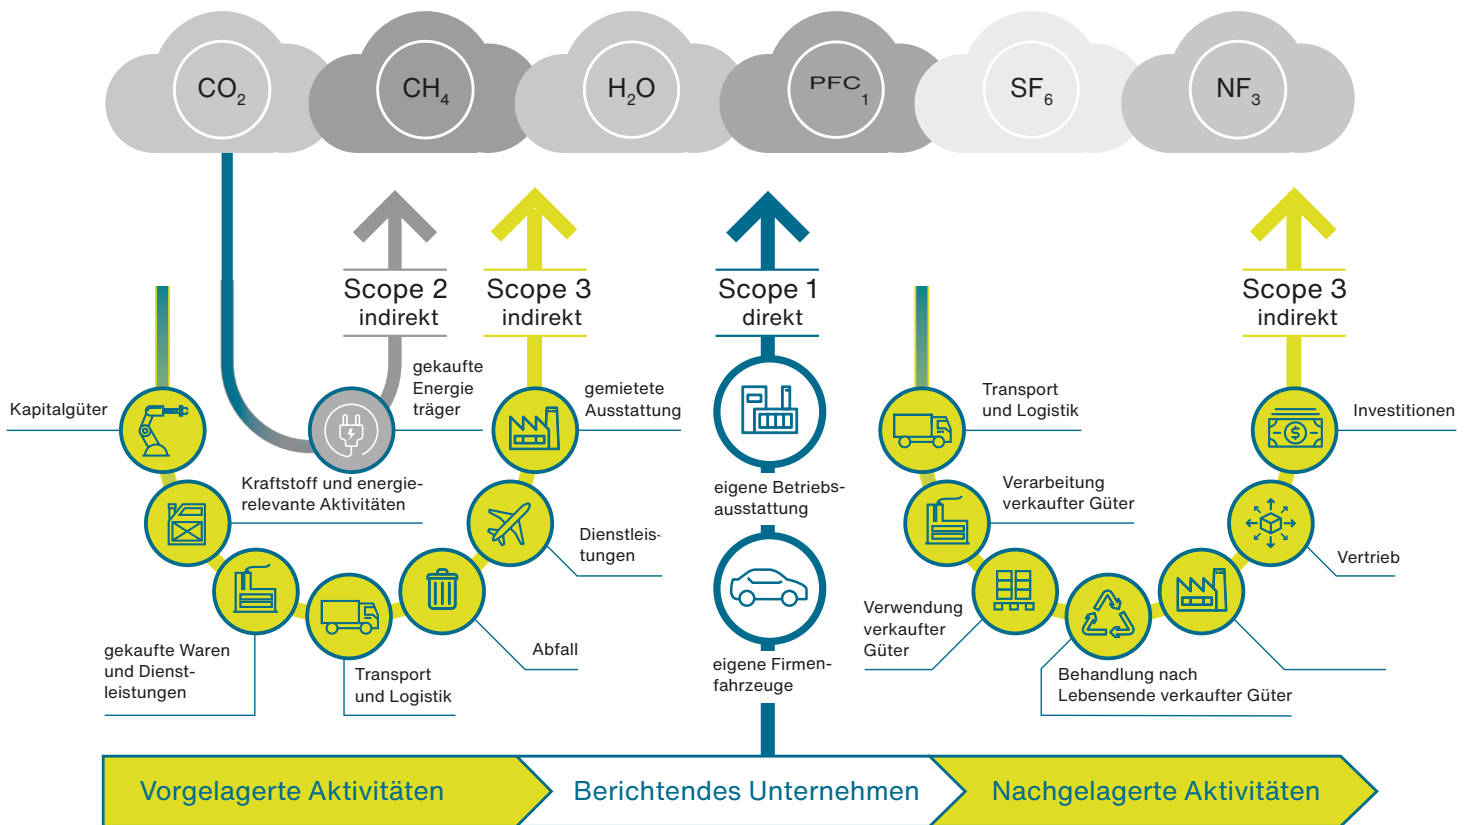 CO₂
CH₄
H₂O
PFC₁
SF₆
NF₃
Scope 2
indirekt
Scope 3
indirekt
Scope 1
direkt
Scope 3
indirekt
Kapitalgüter
gekaufte
Energie
träger
gemietete
Ausstattung
Kraftstoff und energie-
relevante Aktivitäten
Dienstleis-
tungen
gekaufte Waren
und Dienst-
leistungen
Transport
und Logistik
Abfall
eigene Betriebs-
ausstattung
eigene Firmen-
fahrzeuge
Transport
und Logistik
Verarbeitung
verkaufter Güter
Verwendung
verkaufter
Güter
Behandlung nach
Lebensende verkaufter Güter
Investitionen
$
Vertrieb
Vorgelagerte Aktivitäten
Berichtendes Unternehmen
Nachgelagerte Aktivitäten